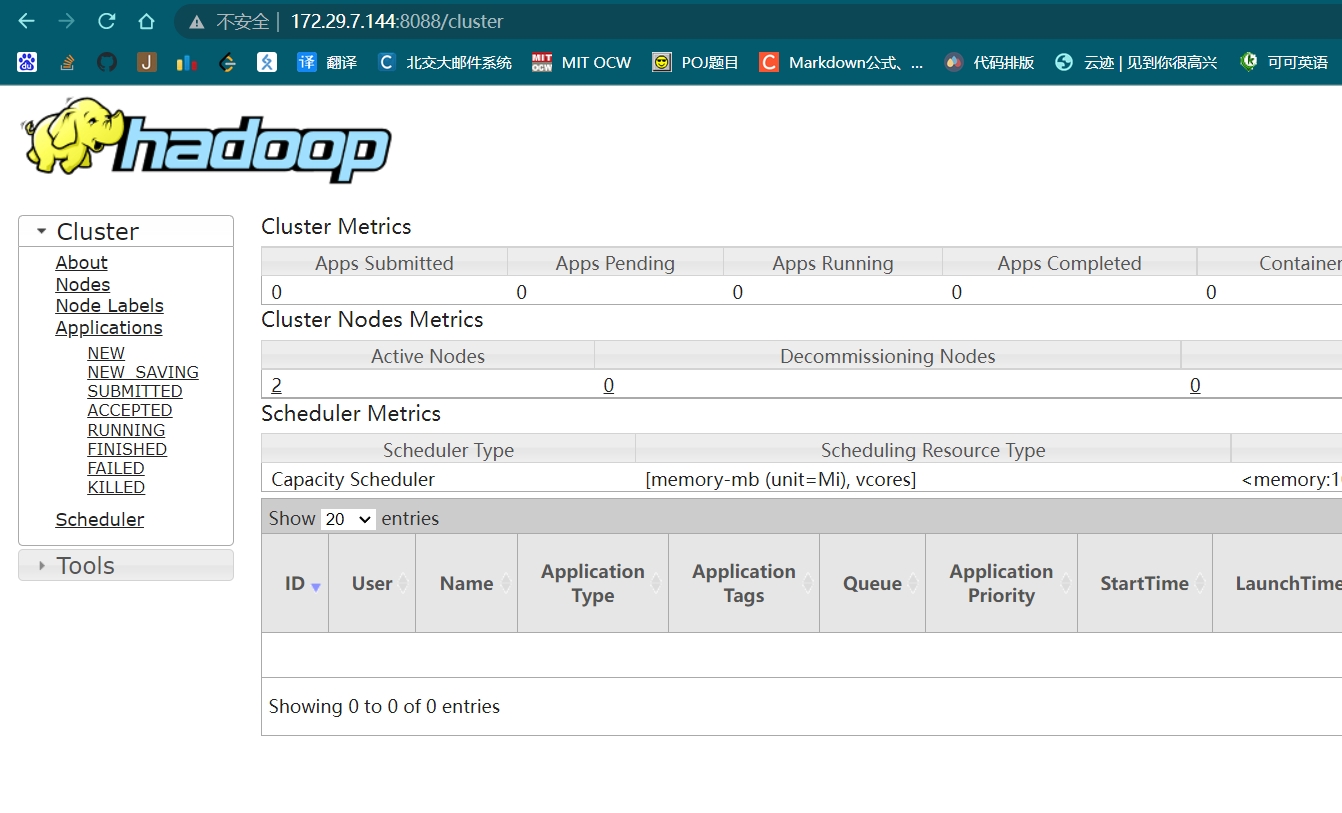 不安全 | 172.29.7.144:8088/cluster
J 译 翻译 C 北交大邮件系统 MIT OCW MIT OCW POJ题目 C Markdown公式、... 代码排版 云迹 | 见到你很高兴 k 可可英语
hadoop
Cluster
About
Nodes
Node Labels
Applications
NEW
NEW_SAVING
SUBMITTED
ACCEPTED
RUNNING
FINISHED
FAILED
KILLED
Scheduler
Tools
Cluster Metrics
Apps Submitted Apps Pending Apps Running Apps Completed Container
0 0 0 0 0
Cluster Nodes Metrics
Active Nodes Decommissioning Nodes
2 0 0
Scheduler Metrics
Scheduler Type Scheduling Resource Type
Capacity Scheduler [memory-mb (unit=Mi), vcores] <memory:1
Show 20 entries
ID User Name Application Type Application Tags Queue Application Priority StartTime LaunchTime
Showing 0 to 0 of 0 entries